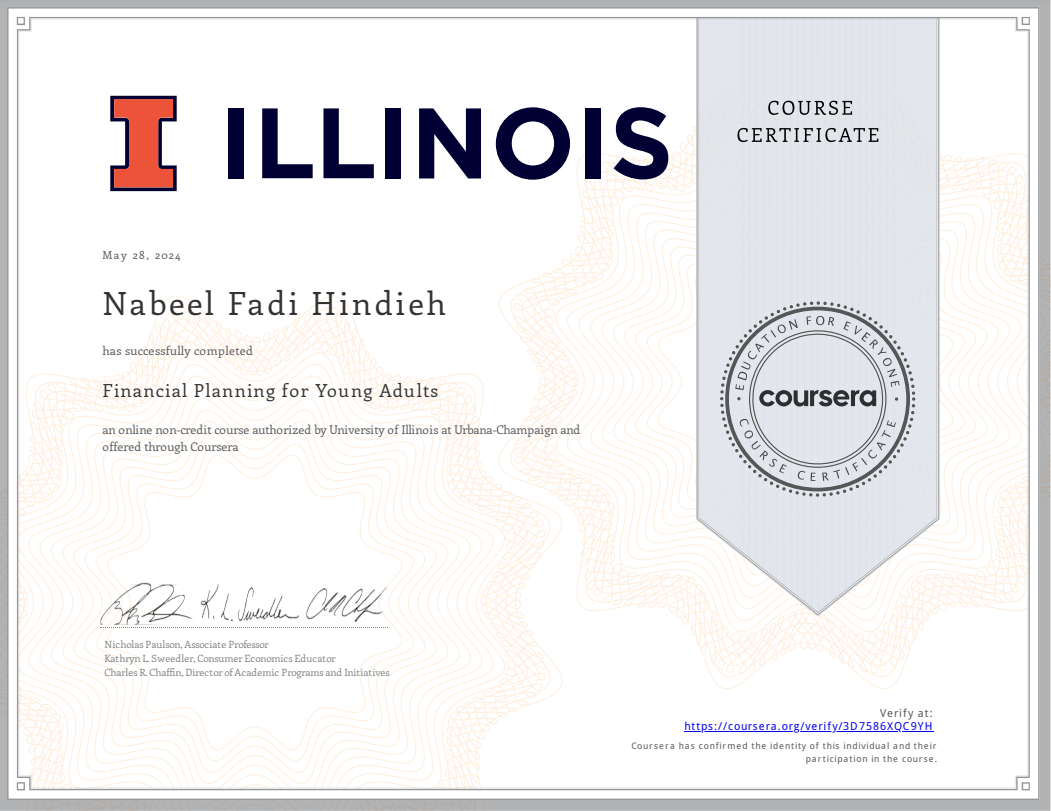 I ILLINOIS
COURSE
CERTIFICATE
May 28, 2024
Nabeel Fadi Hindieh
has successfully completed
Financial Planning for Young Adults
an online non-credit course authorized by University of Illinois at Urbana-Champaign and
offered through Coursera
EDUCATION FOR EVERYONE
coursera
COURSE CERTIFICATE
K. L. Sweedler
Nicholas Paulson, Associate Professor
Kathryn L. Sweedler, Consumer Economics Educator
Charles R. Chaffin, Director of Academic Programs and Initiatives
Verify at:
https://coursera.org/verify/3D7586XQC9YH
Coursera has confirmed the identity of this individual and their
participation in the course.